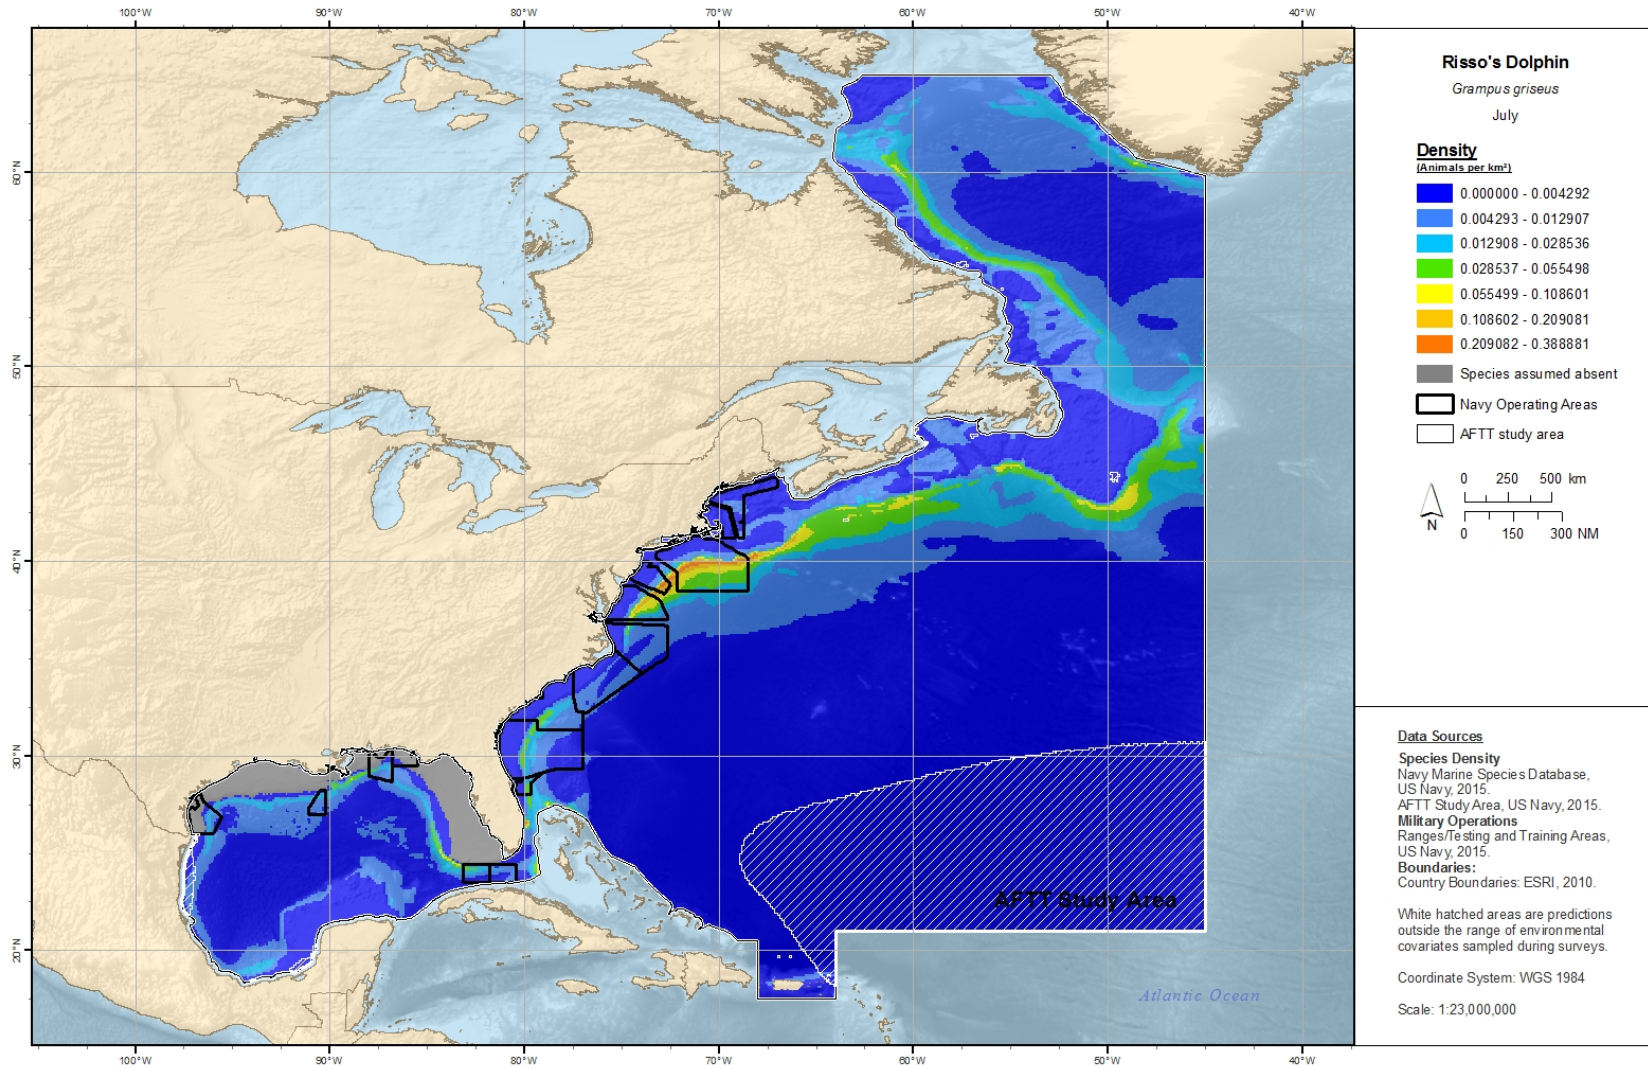 100°W 90°W 80°W 70°W 60°W 50°W 40°W
60°N
50°N
40°N
30°N
20°N
60°N
50°N
40°N
30°N
20°N
AFTT Study Area
Atlantic Ocean
100°W 90°W 80°W 70°W 60°W 50°W 40°W
Risso's Dolphin
Grampus griseus
July
Density
(Animals per km²)
0.000000 - 0.004292
0.004293 - 0.012907
0.012908 - 0.028536
0.028537 - 0.055498
0.055499 - 0.108601
0.108602 - 0.209081
0.209082 - 0.388881
Species assumed absent
Navy Operating Areas
AFTT study area
N
0 250 500 km
0 150 300 NM
Data Sources
Species Density
Navy Marine Species Database,
US Navy, 2015.
AFTT Study Area, US Navy, 2015.
Military Operations
Ranges/Testing and Training Areas,
US Navy, 2015.
Boundaries:
Country Boundaries: ESRI, 2010.
White hatched areas are predictions
outside the range of environmental
covariates sampled during surveys.
Coordinate System: WGS 1984
Scale: 1:23,000,000